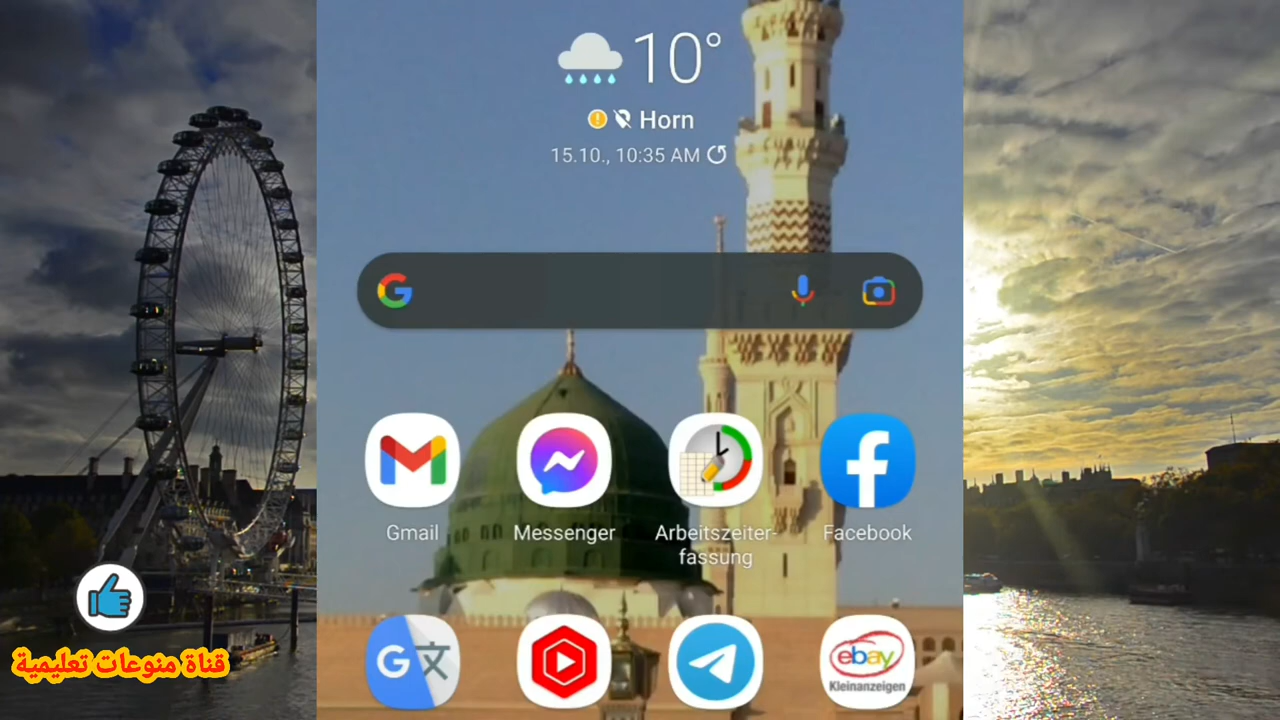 10°
Horn
15.10., 10:35 AM
Gmail
Messenger
Arbeitszeiter-
fassung
Facebook
ebay
Kleinanzeigen
قناة منوعات تعليمية